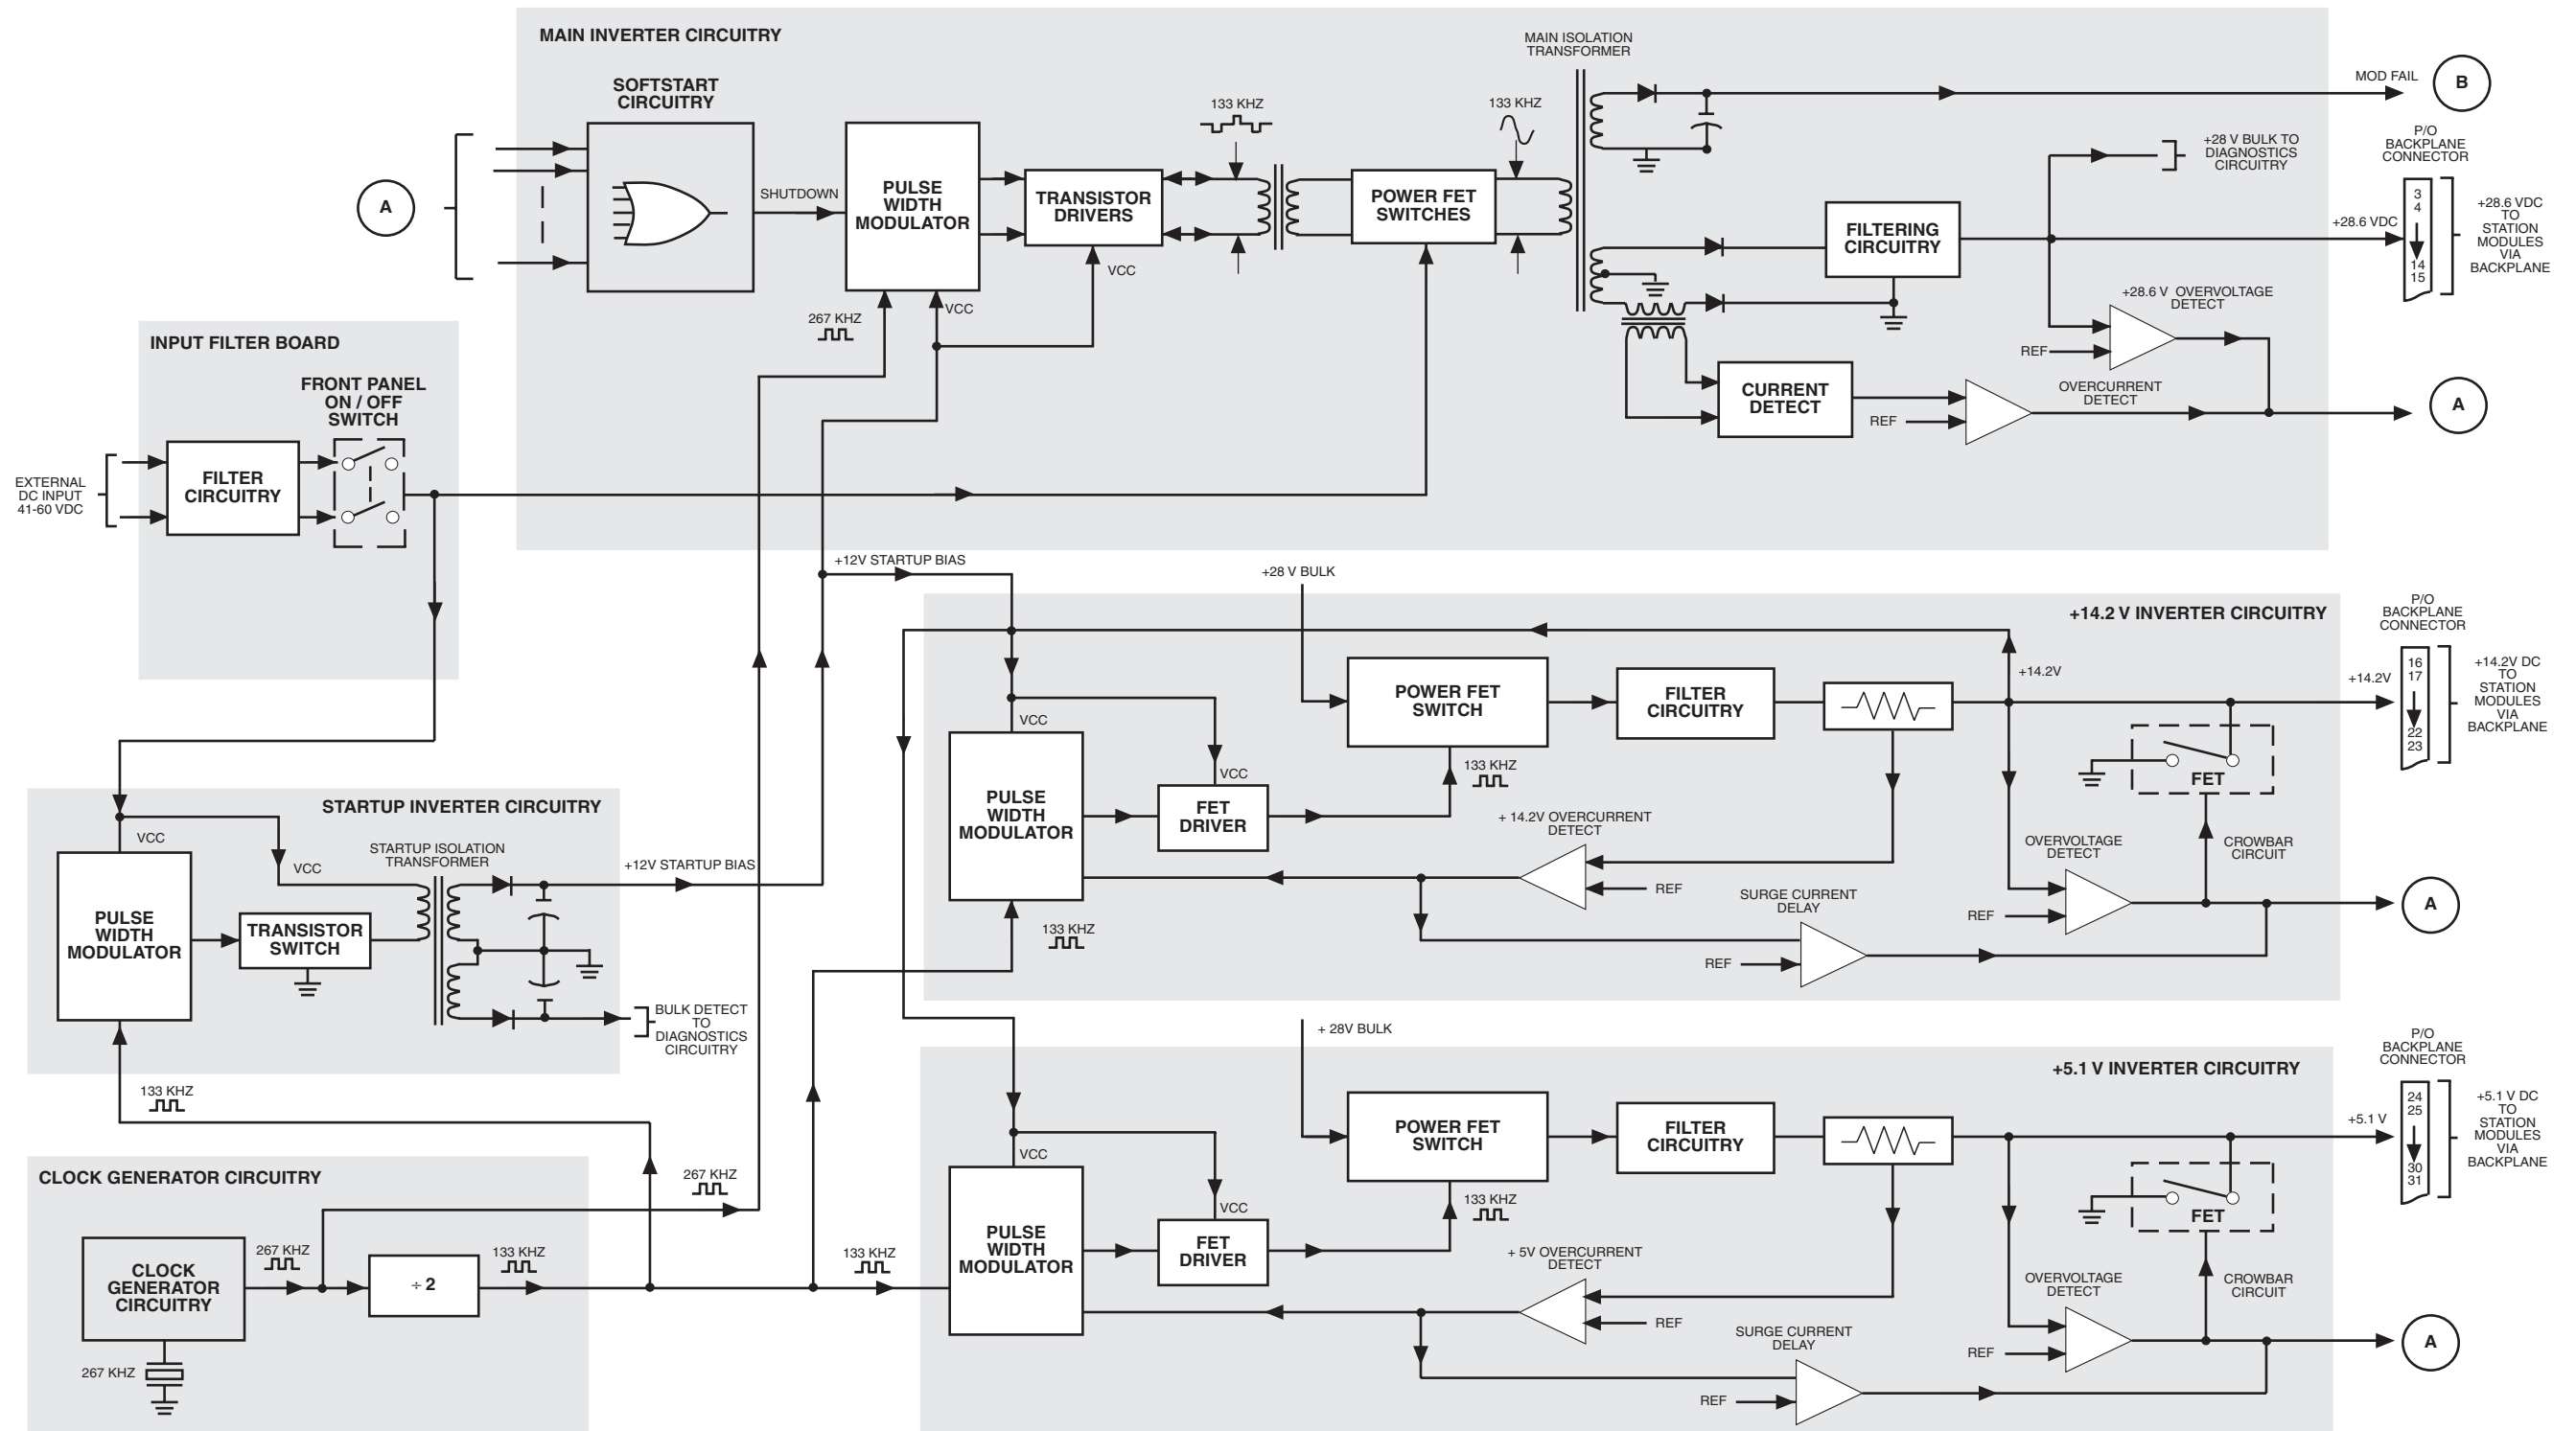 MAIN INVERTER CIRCUITRY
SOFTSTART
CIRCUITRY
A
SHUTDOWN
PULSE
WIDTH
MODULATOR
267 KHZ
VCC
TRANSISTOR
DRIVERS
VCC
133 KHZ
POWER FET
SWITCHES
133 KHZ
MAIN ISOLATION
TRANSFORMER
MOD FAIL
B
+28 V BULK TO
DIAGNOSTICS
CIRCUITRY
P/O
BACKPLANE
CONNECTOR
FILTERING
CIRCUITRY
+28.6 VDC
3
4
14
15
+28.6 VDC
TO
STATION
MODULES
VIA
BACKPLANE
+28.6 V OVERVOLTAGE
DETECT
REF
CURRENT
DETECT
REF
OVERCURRENT
DETECT
A
INPUT FILTER BOARD
FRONT PANEL
ON / OFF
SWITCH
EXTERNAL
DC INPUT
41-60 VDC
FILTER
CIRCUITRY
+12V STARTUP BIAS
+28 V BULK
+14.2 V INVERTER CIRCUITRY
P/O
BACKPLANE
CONNECTOR
POWER FET
SWITCH
FILTER
CIRCUITRY
+14.2V
+14.2V
16
17
22
23
+14.2V DC
TO
STATION
MODULES
VIA
BACKPLANE
VCC
PULSE
WIDTH
MODULATOR
VCC
FET
DRIVER
133 KHZ
+ 14.2V OVERCURRENT
DETECT
REF
FET
OVERVOLTAGE
DETECT
CROWBAR
CIRCUIT
REF
SURGE CURRENT
DELAY
REF
A
133 KHZ
STARTUP INVERTER CIRCUITRY
VCC
VCC
STARTUP ISOLATION
TRANSFORMER
+12V STARTUP BIAS
PULSE
WIDTH
MODULATOR
TRANSISTOR
SWITCH
BULK DETECT
TO
DIAGNOSTICS
CIRCUITRY
133 KHZ
CLOCK GENERATOR CIRCUITRY
267 KHZ
CLOCK
GENERATOR
CIRCUITRY
267 KHZ
÷ 2
133 KHZ
267 KHZ
133 KHZ
+ 28V BULK
+5.1 V INVERTER CIRCUITRY
P/O
BACKPLANE
CONNECTOR
POWER FET
SWITCH
FILTER
CIRCUITRY
+5.1 V
24
25
30
31
+5.1 V DC
TO
STATION
MODULES
VIA
BACKPLANE
VCC
PULSE
WIDTH
MODULATOR
VCC
FET
DRIVER
133 KHZ
+ 5V OVERCURRENT
DETECT
REF
FET
OVERVOLTAGE
DETECT
CROWBAR
CIRCUIT
REF
SURGE CURRENT
DELAY
REF
A